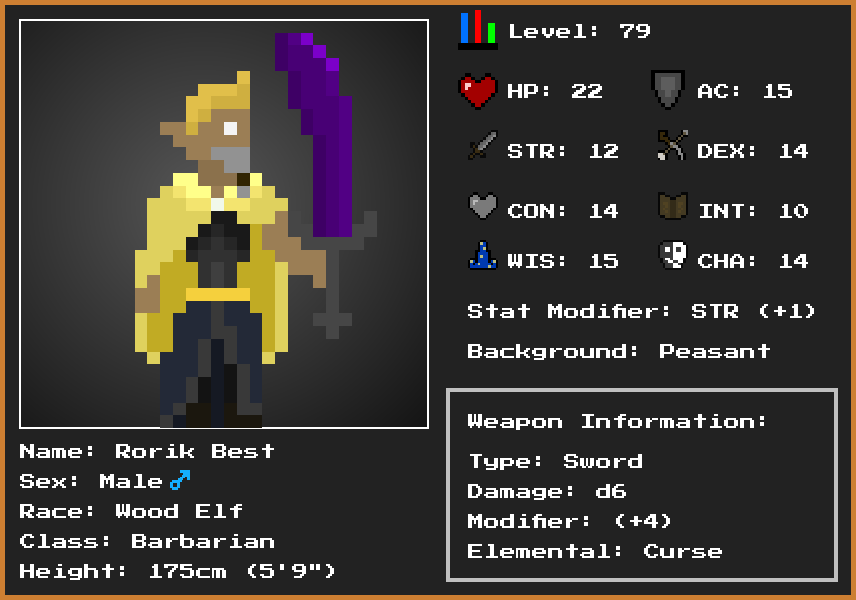 Level: 79
HP: 22 AC: 15
STR: 12 DEX: 14
CON: 14 INT: 10
WIS: 15 CHA: 14
Stat Modifier: STR (+1)
Background: Peasant
Weapon Information:
Type: Sword
Damage: d6
Modifier: (+4)
Elemental: Curse
Name: Rorik Best
Sex: Male ♂
Race: Wood Elf
Class: Barbarian
Height: 175cm (5'9")